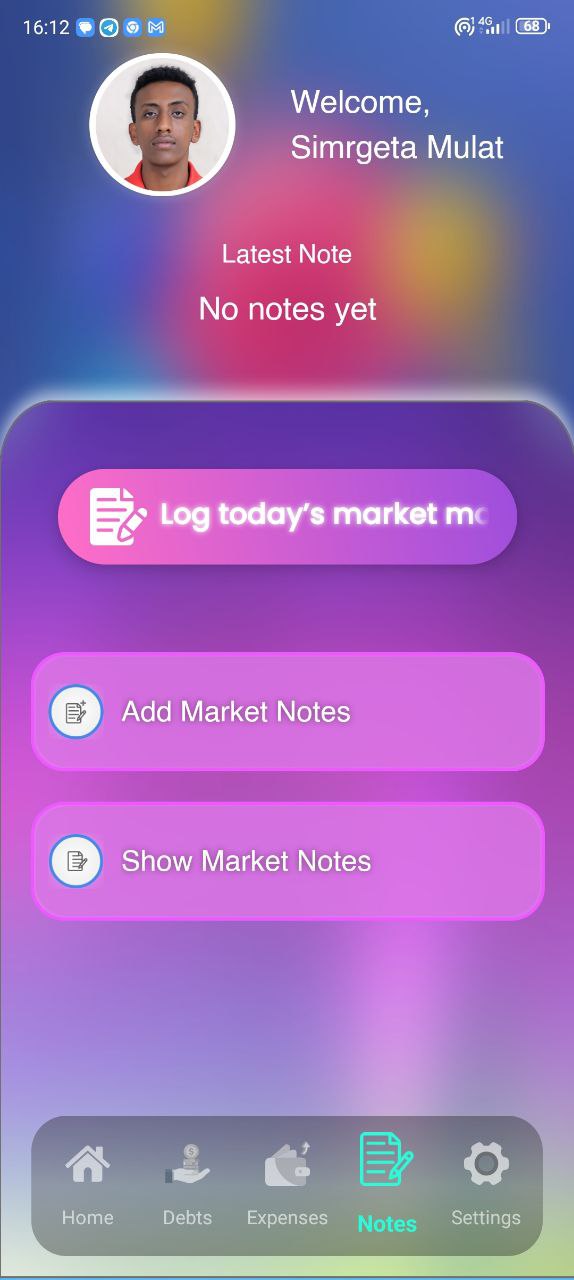 16:12
4G
68
Welcome,
Simrgeta Mulat
Latest Note
No notes yet
Log today's market
Add Market Notes
Show Market Notes
Home
Debts
Expenses
Notes
Settings